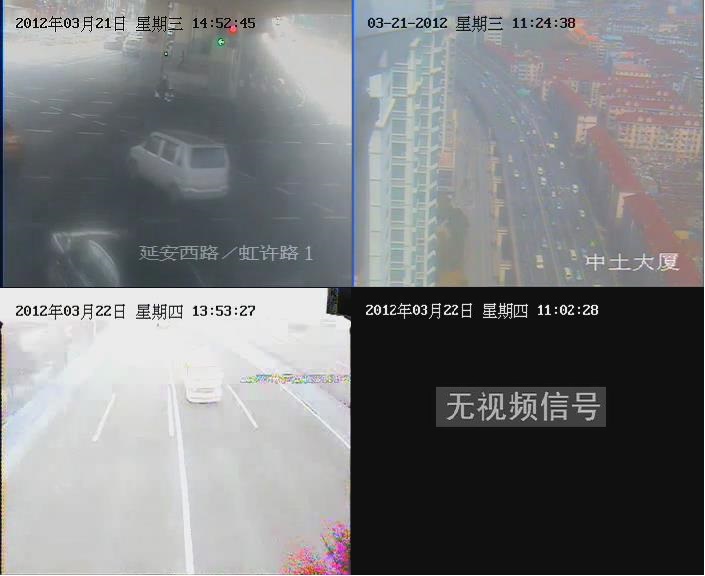 2012年03月21日 星期三 14:52:45
03-21-2012 星期三 11:24:38
延安西路／虹许路 1
中土大厦
2012年03月22日 星期四 13:53:27
2012年03月22日 星期四 11:02:28
无视频信号